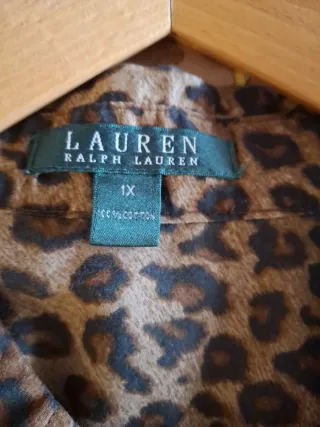 LAUREN
RALPH LAUREN
1X
100% COTTON